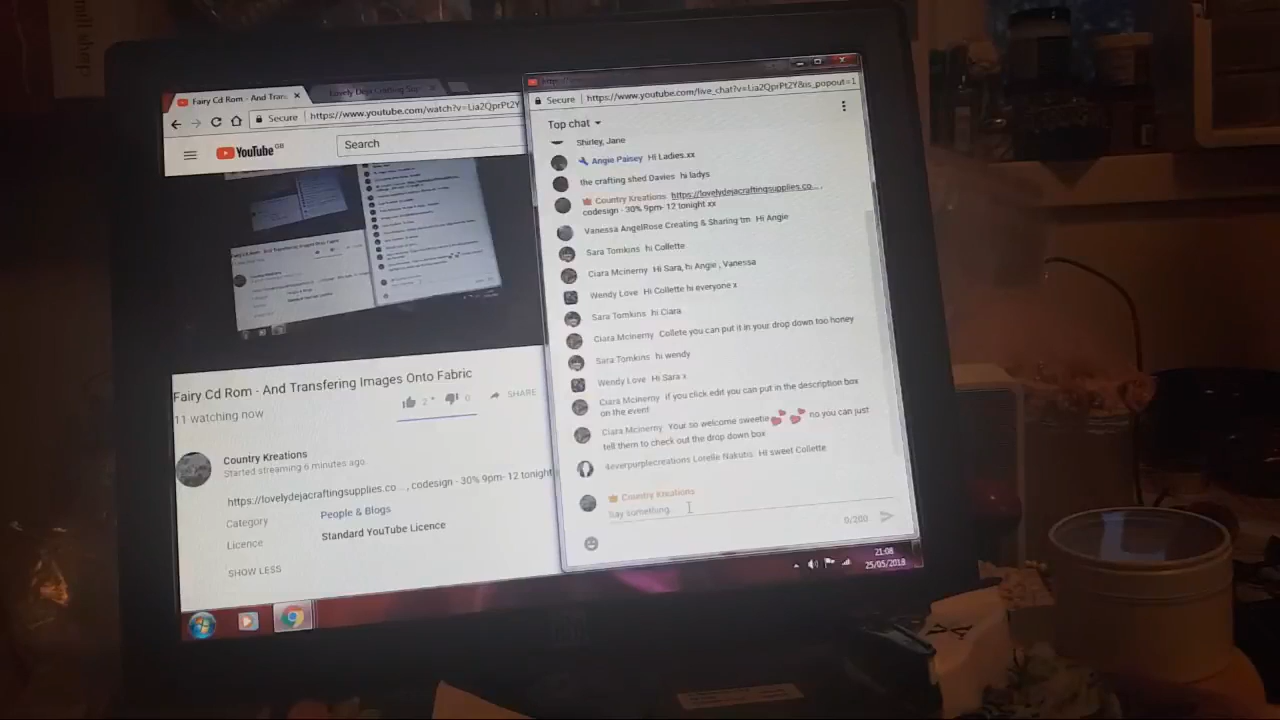 Fairy Cd Rom - And Trans
Lovely Deja Crafting Sup
Secure https://www.youtube.com/watch?v=Lia2QprPt2Y
YouTube GB
Search
Fairy Cd Rom - And Transfering Images Onto Fabric
11 watching now
2 0 SHARE
Country Kreations
Started streaming 6 minutes ago
https://lovelydejacraftingsupplies.co... , codesign - 30% 9pm- 12 tonight
Category People & Blogs
Licence Standard YouTube Licence
SHOW LESS
Secure https://www.youtube.com/live_chat?v=Lia2QprPt2Y&is_popout=1
Top chat
Shirley, Jane
Angie Paisey Hi Ladies.xx
the crafting shed Davies hi ladys
Country Kreations https://lovelydejacraftingsupplies.co... ,
codesign - 30% 9pm- 12 tonight xx
Vanessa AngelRose Creating & Sharing tm Hi Angie
Sara Tomkins hi Collette
Ciara Mcinerny Hi Sara, hi Angie , Vanessa
Wendy Love Hi Collette hi everyone x
Sara Tomkins hi Ciara
Ciara Mcinerny Collete you can put it in your drop down too honey
Sara Tomkins hi wendy
Wendy Love Hi Sara x
Ciara Mcinerny if you click edit you can put in the description box
on the event
Ciara Mcinerny Your so welcome sweetie 💕 💕 no you can just
tell them to check out the drop down box
4everpurplecreations Lorelle Nakutis Hi sweet Collette
Country Kreations
Say something...
0/200
21:08
25/05/2018